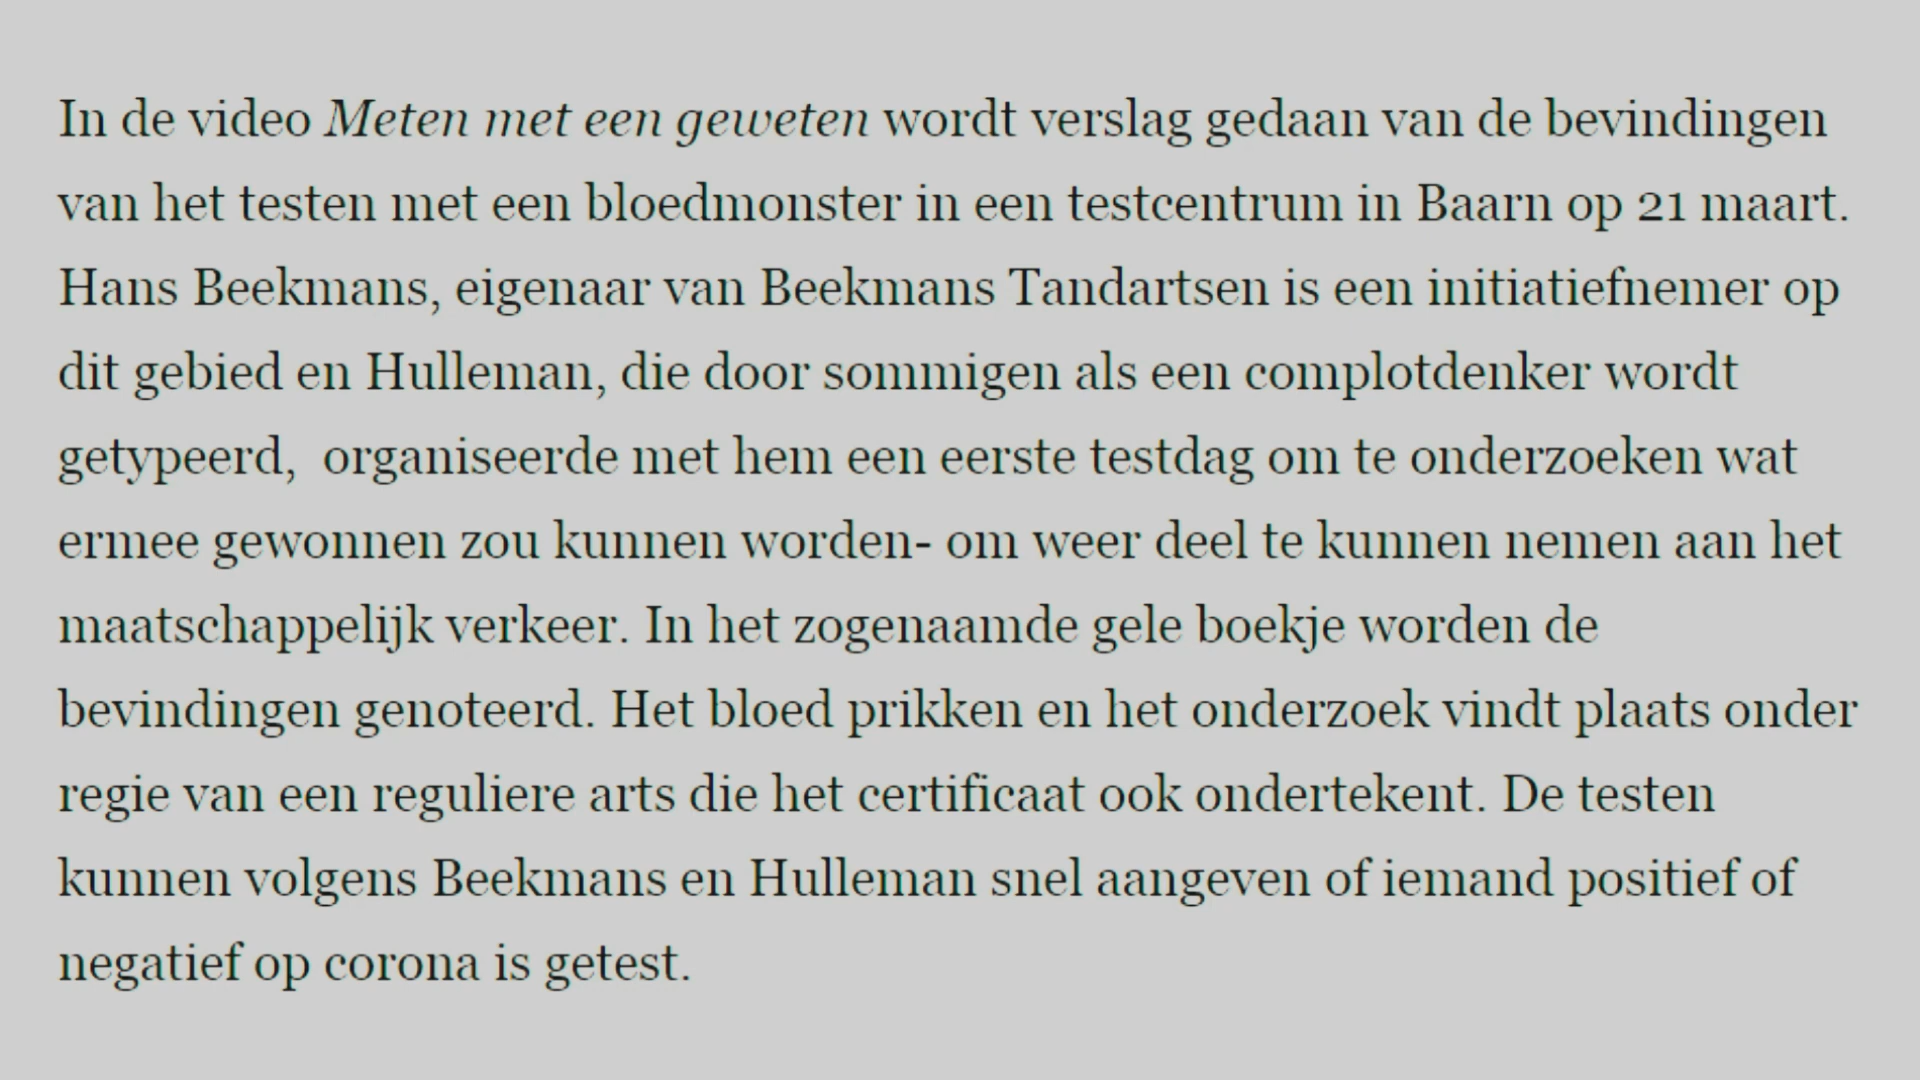 In de video Meten met een geweten wordt verslag gedaan van de bevindingen
van het testen met een bloedmonster in een testcentrum in Baarn op 21 maart.
Hans Beekmans, eigenaar van Beekmans Tandartsen is een initiatiefnemer op
dit gebied en Hulleman, die door sommigen als een complotdenker wordt
getypeerd,  organiseerde met hem een eerste testdag om te onderzoeken wat
ermee gewonnen zou kunnen worden- om weer deel te kunnen nemen aan het
maatschappelijk verkeer. In het zogenaamde gele boekje worden de
bevindingen genoteerd. Het bloed prikken en het onderzoek vindt plaats onder
regie van een reguliere arts die het certificaat ook ondertekent. De testen
kunnen volgens Beekmans en Hulleman snel aangeven of iemand positief of
negatief op corona is getest.